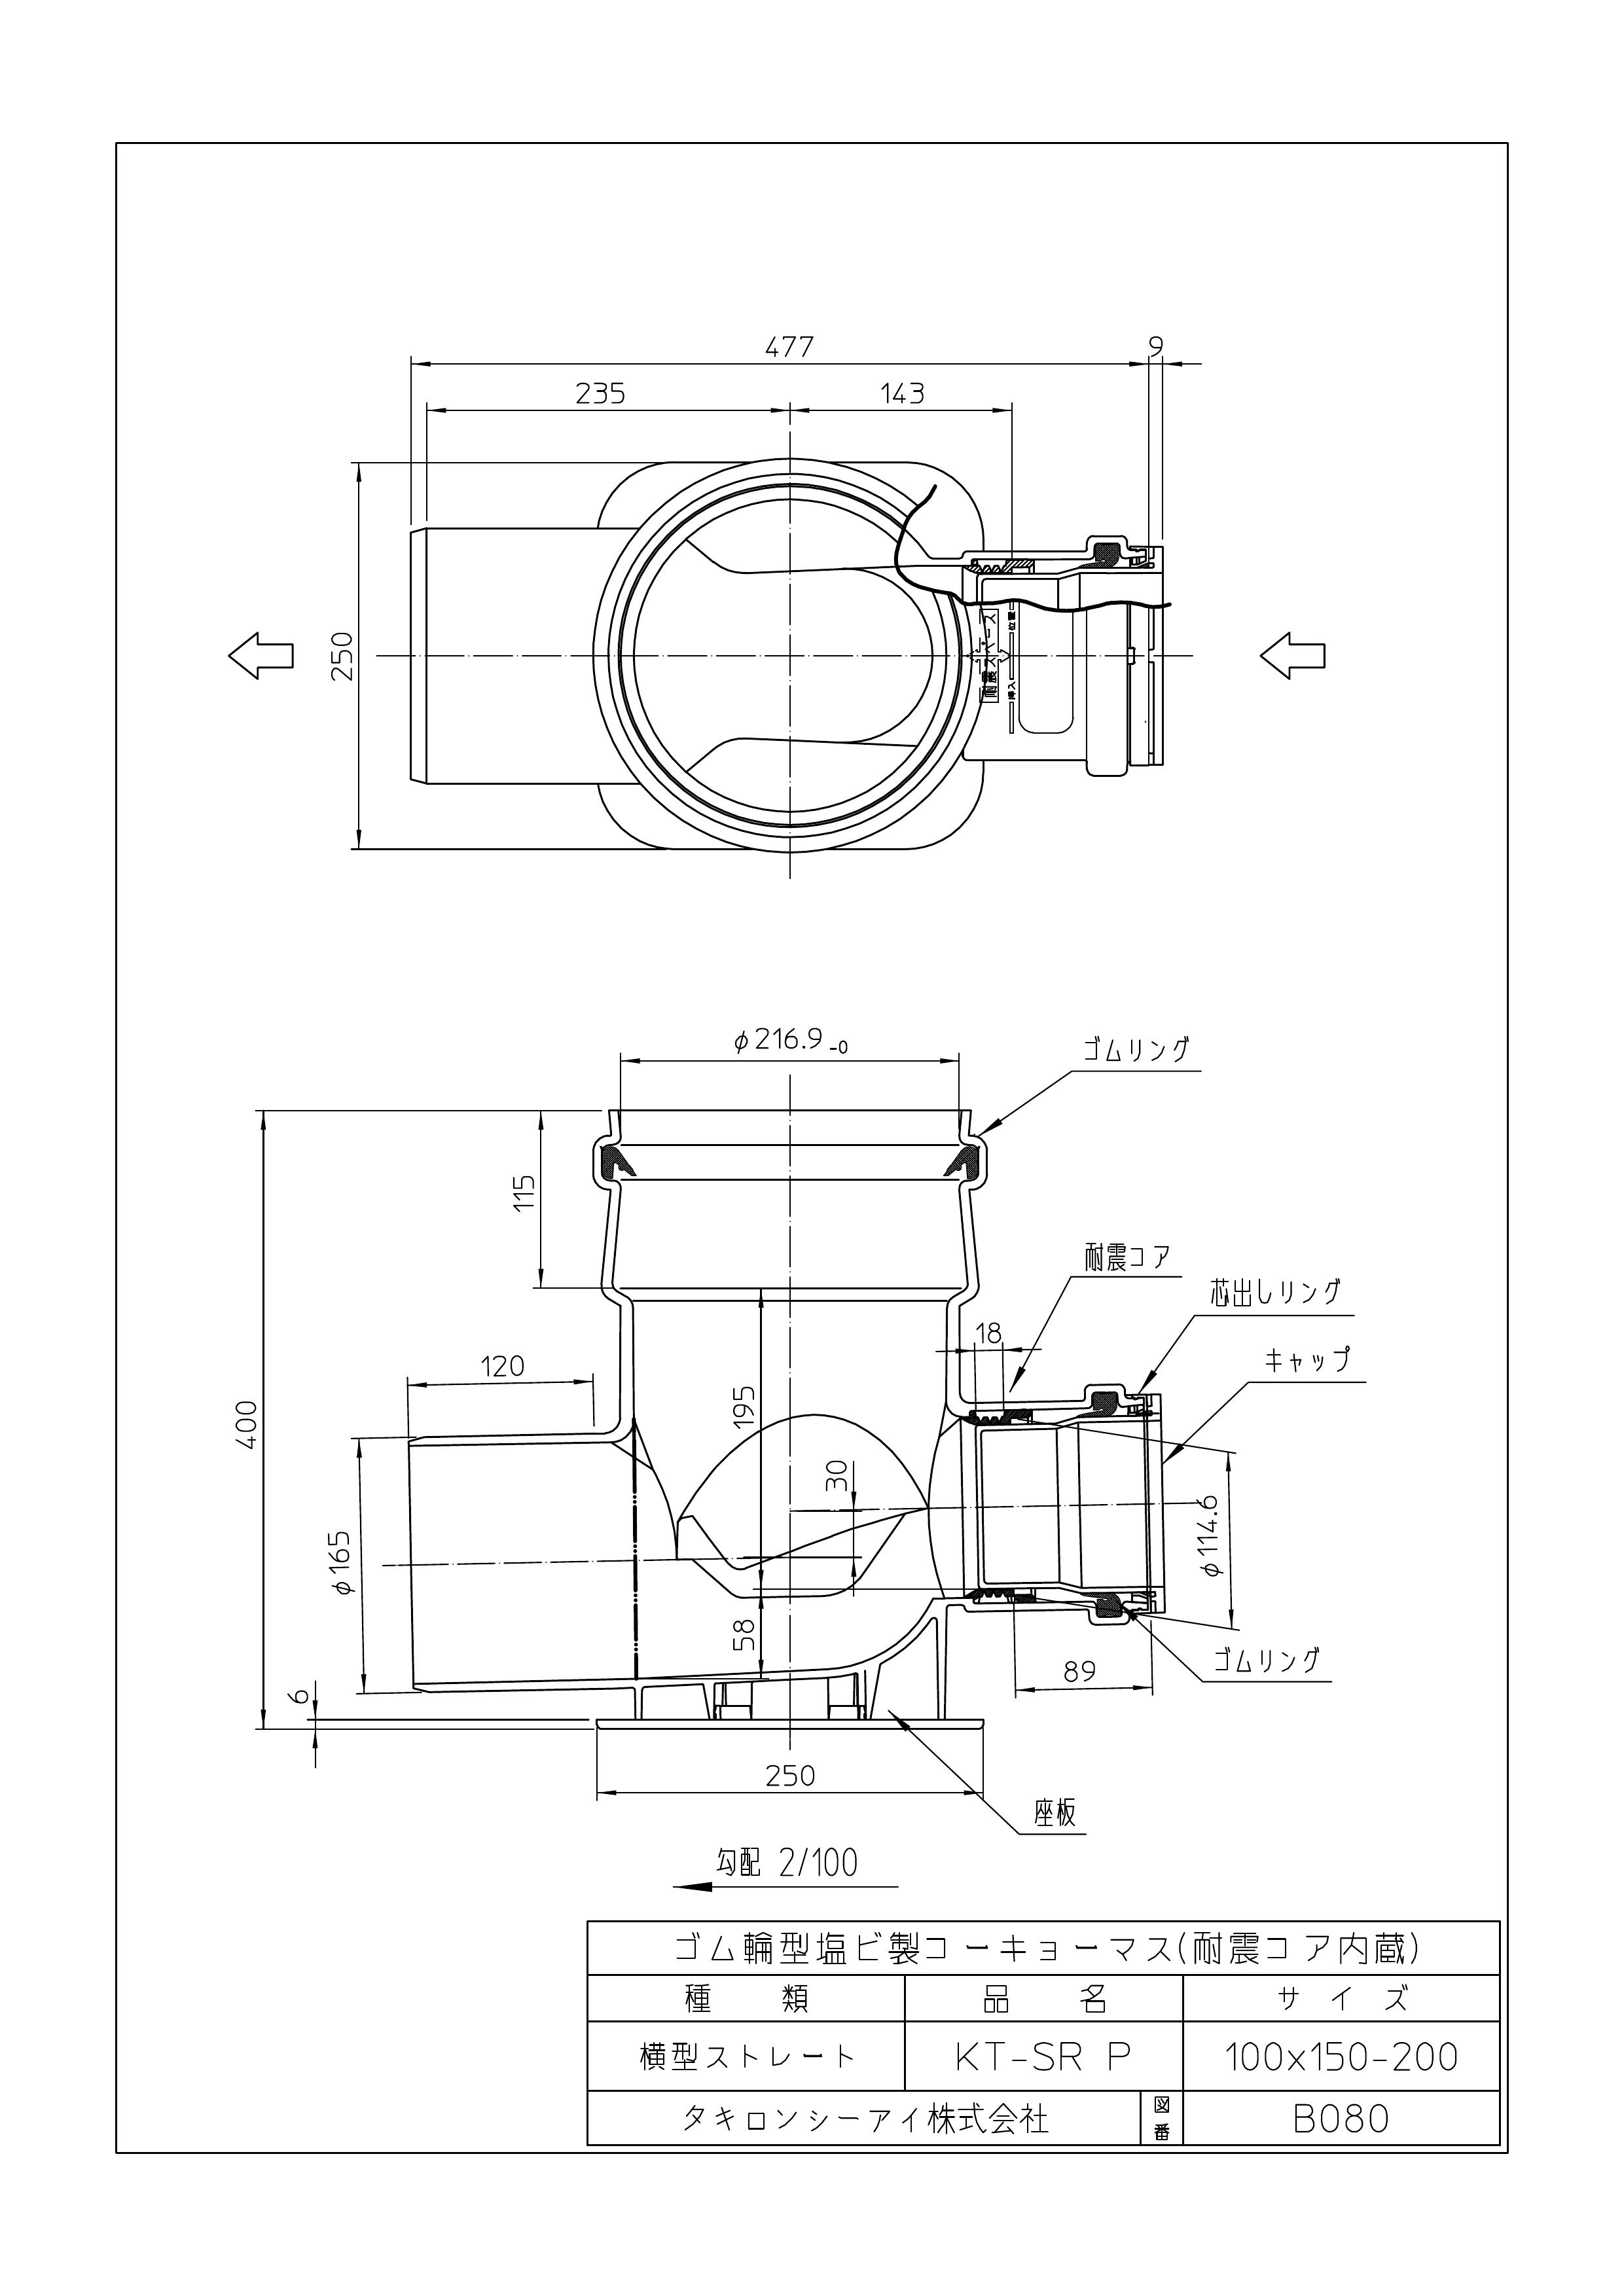 477
9
235
143
250
耐震スペース
挿入
位置
φ216.9 -0
ゴムリング
115
耐震コア
芯出しリング
18
キャップ
120
400
195
30
φ165
φ114.6
58
89
ゴムリング
6
250
座板
勾配 2/100
ゴム輪型塩ビ製コーキョーマス(耐震コア内蔵)
種類 品名 サイズ
横型ストレート KT-SR P 100x150-200
タキロンシーアイ株式会社 図番 B080